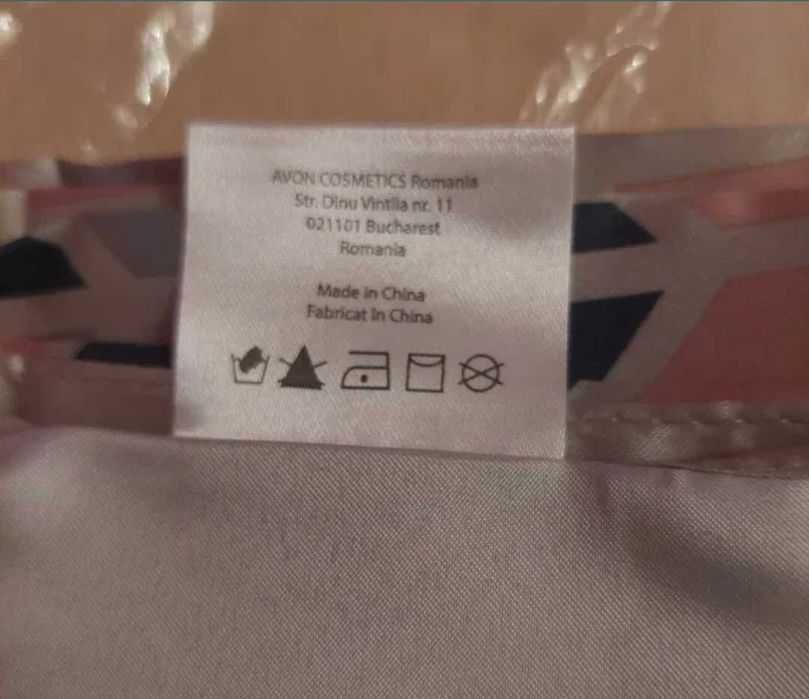 AVON COSMETICS Romania
Str. Dinu Vintila nr. 11
021101 Bucharest
Romania
Made in China
Fabricat In China